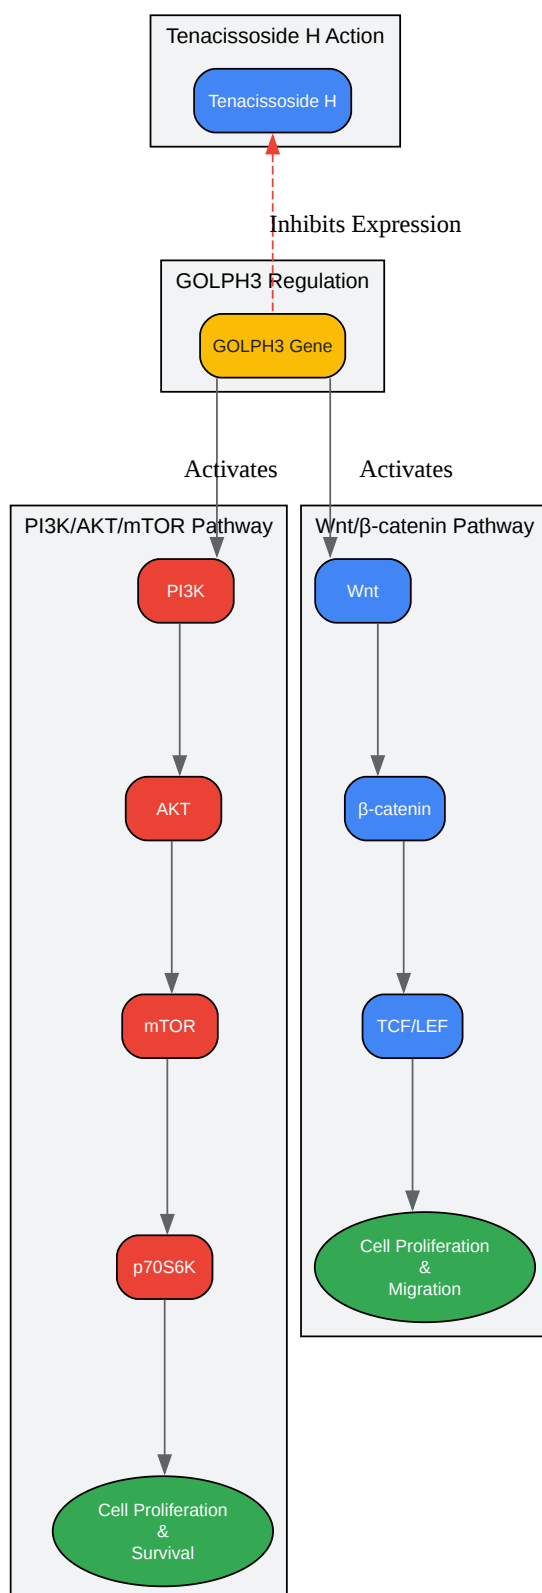 Tenacissoside H Action
Tenacissoside H
Inhibits Expression
GOLPH3 Regulation
GOLPH3 Gene
Activates
Activates
PI3K/AKT/mTOR Pathway
PI3K
AKT
mTOR
p70S6K
Cell Proliferation
&
Survival
Wnt/β-catenin Pathway
Wnt
β-catenin
TCF/LEF
Cell Proliferation
&
Migration